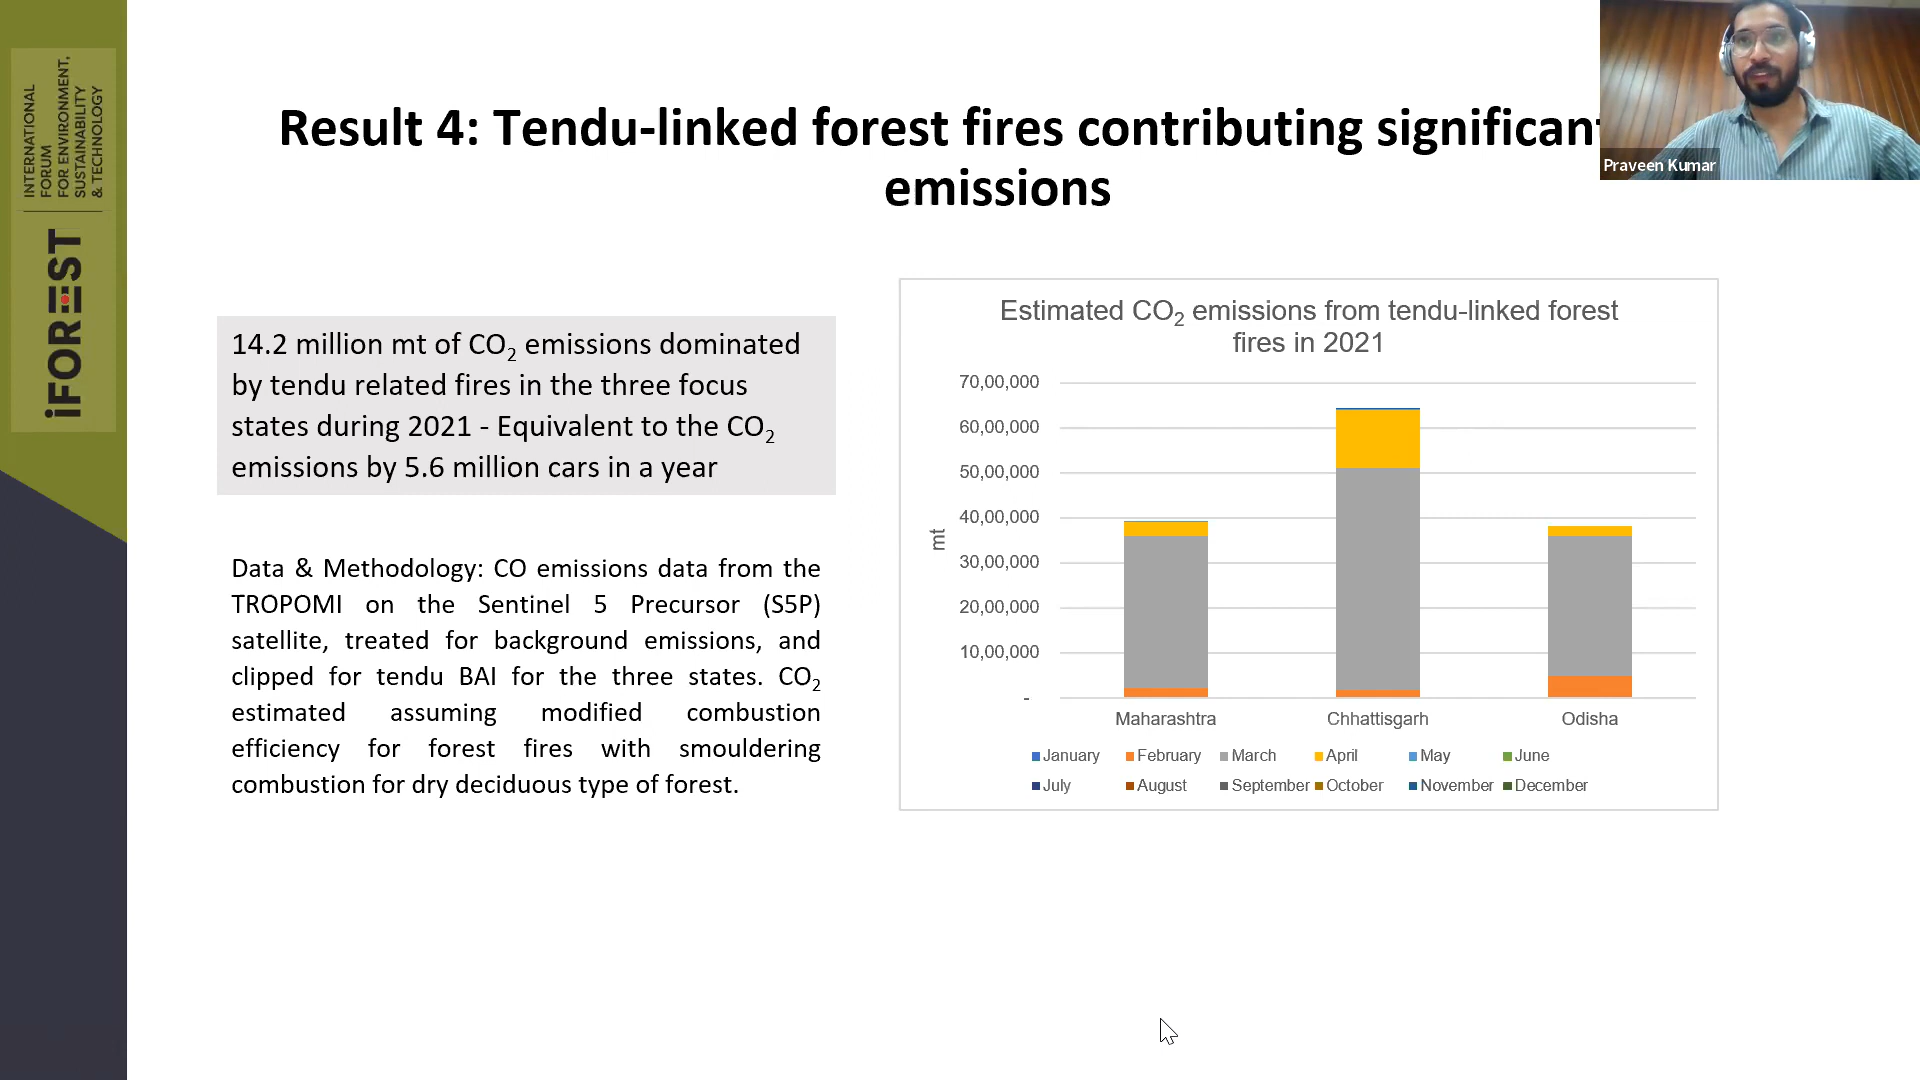 INTERNATIONAL
FORUM
FOR ENVIRONMENT,
SUSTAINABILITY
& TECHNOLOGY
iFOREST
Result 4: Tendu-linked forest fires contributing significant
emissions
Praveen Kumar
14.2 million mt of CO2 emissions dominated
by tendu related fires in the three focus
states during 2021 - Equivalent to the CO2
emissions by 5.6 million cars in a year
Data & Methodology: CO emissions data from the
TROPOMI on the Sentinel 5 Precursor (S5P)
satellite, treated for background emissions, and
clipped for tendu BAI for the three states. CO2
estimated assuming modified combustion
efficiency for forest fires with smouldering
combustion for dry deciduous type of forest.
Estimated CO2 emissions from tendu-linked forest
fires in 2021
mt
70,00,000
60,00,000
50,00,000
40,00,000
30,00,000
20,00,000
10,00,000
-
Maharashtra Chhattisgarh Odisha
January February March April May June
July August September October November December